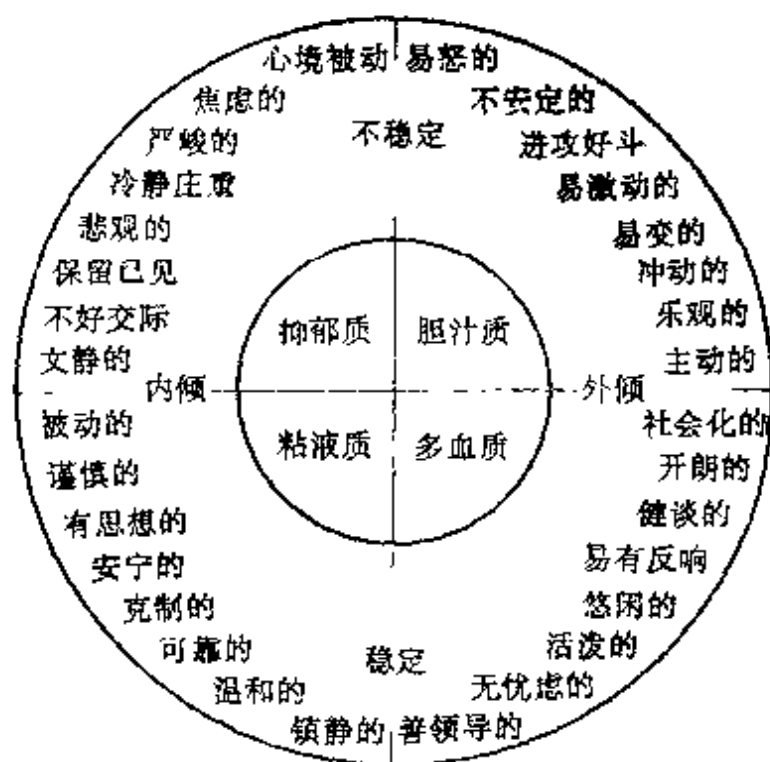 心境被动 易怒的
焦虑的 不安定的
不稳定
严峻的 进攻好斗
冷静庄重 易激动的
悲观的 易变的
保留己见 冲动的
不好交际 乐观的
抑郁质 胆汁质
文静的 主动的
内倾 外倾
被动的 社会化的
粘液质 多血质
谨慎的 开朗的
有思想的 健谈的
安宁的 易有反响
克制的 悠闲的
可靠的 活泼的
稳定
温和的 无忧虑的
镇静的 善领导的